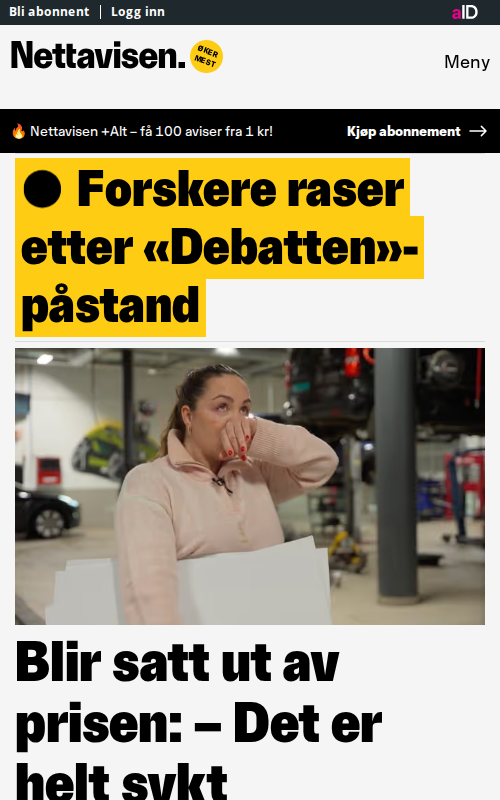 Bli abonnent
Logg inn
aID
Nettavisen.
ØKER
MEST
Meny
🔥 Nettavisen +Alt – få 100 aviser fra 1 kr!
Kjøp abonnement →
● Forskere raser
etter «Debatten»-
påstand
Blir satt ut av
prisen: – Det er
helt sykt